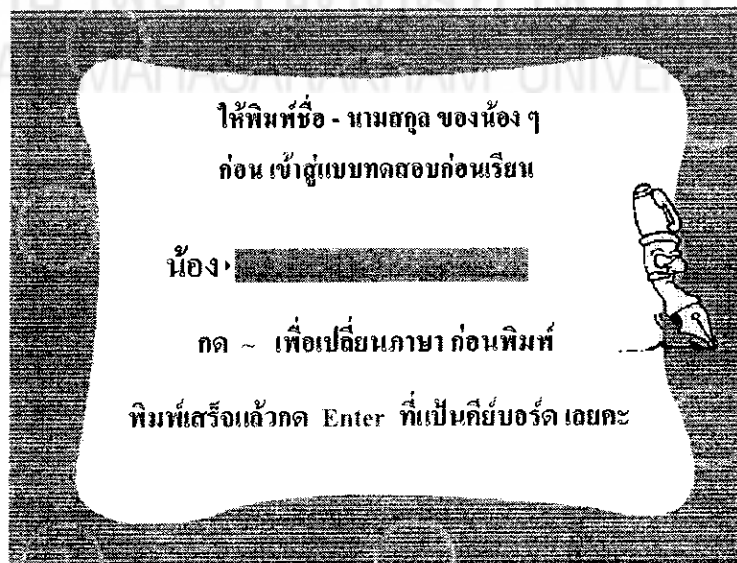 MAHASARAKHAM UNIVER
ให้พิมพ์ชื่อ - นามสกุล ของน้อง ๆ
ก่อน เข้าสู่แบบทดสอบก่อนเรียน
น้อง
กด ~ เพื่อเปลี่ยนภาษา ก่อนพิมพ์
พิมพ์เสร็จแล้วกด Enter ที่แป้นคีย์บอร์ด เลยคะ